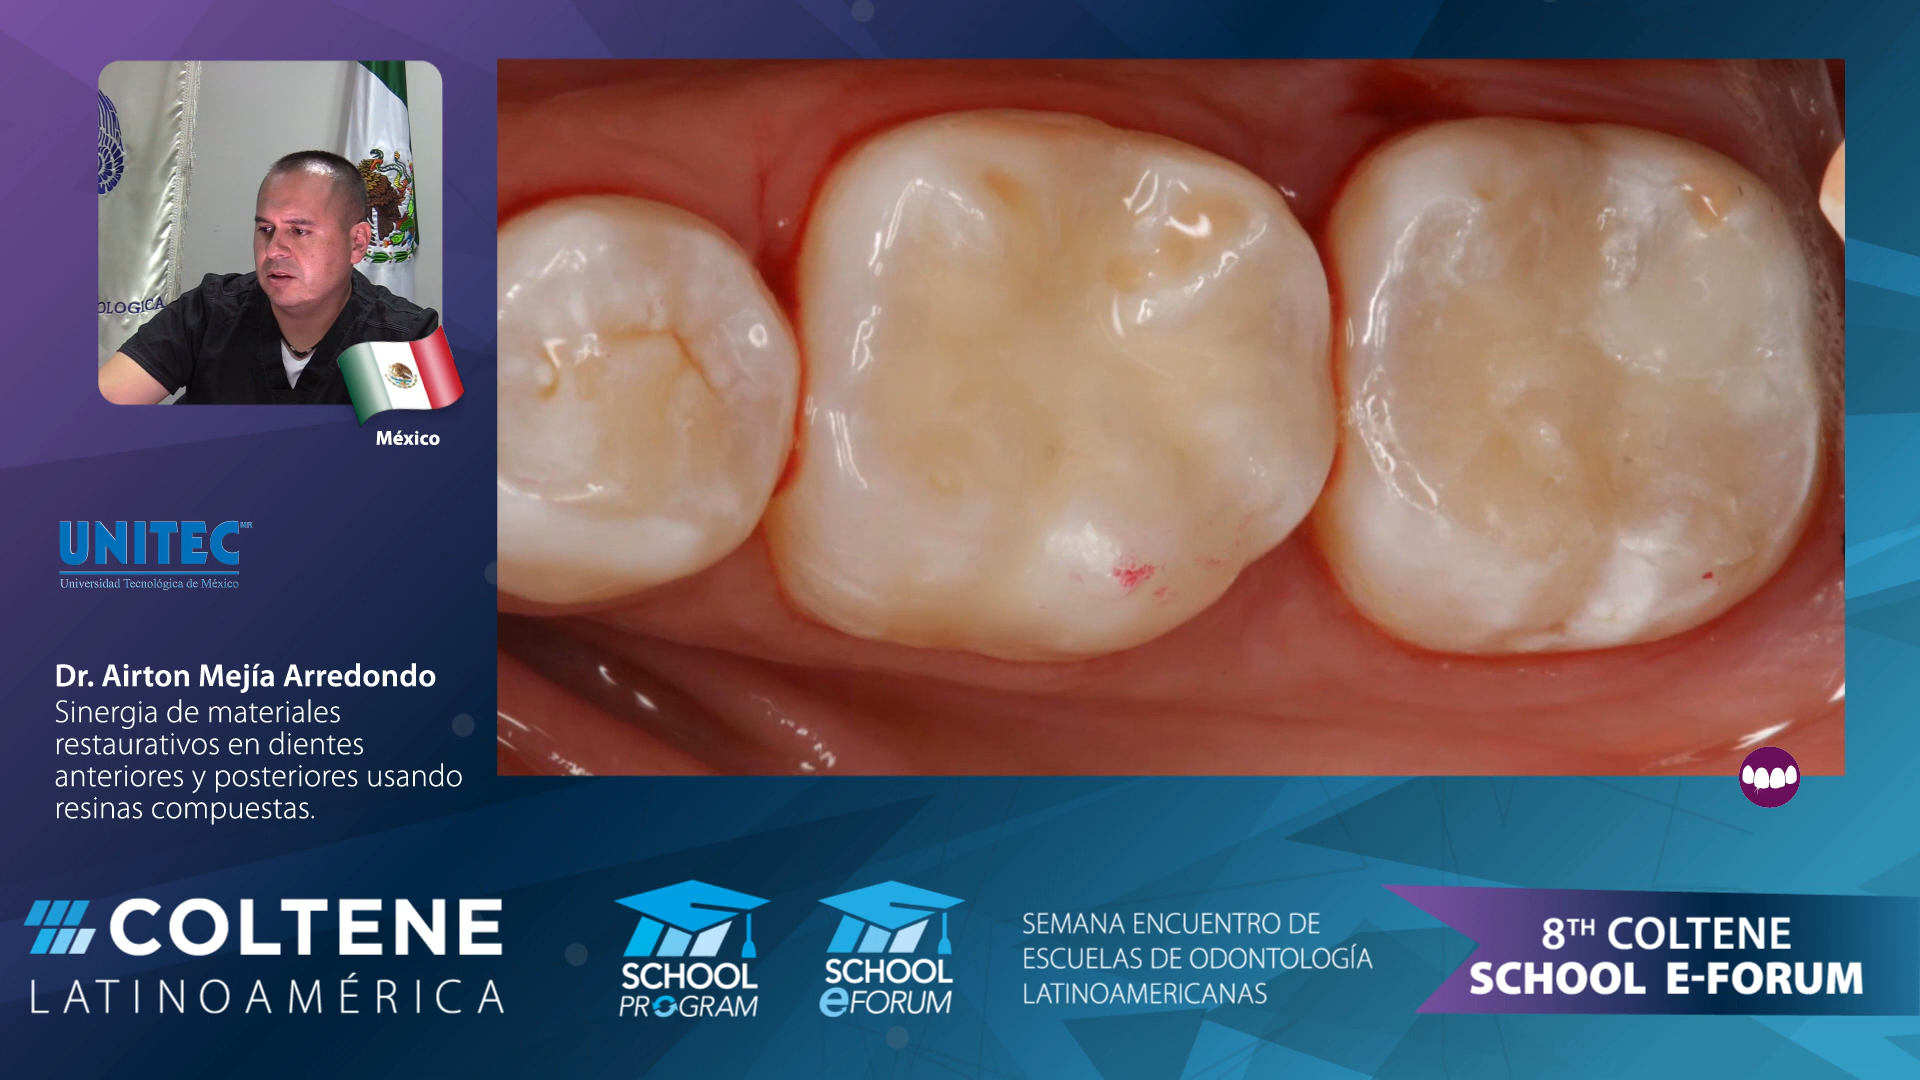 OLOGICA
México
UNITEC MR
Universidad Tecnológica de México
Dr. Airton Mejía Arredondo
Sinergia de materiales
restaurativos en dientes
anteriores y posteriores usando
resinas compuestas.
COLTENE
LATINOAMÉRICA
SCHOOL
PROGRAM
SCHOOL
eFORUM
SEMANA ENCUENTRO DE
ESCUELAS DE ODONTOLOGÍA
LATINOAMERICANAS
8TH COLTENE
SCHOOL E-FORUM